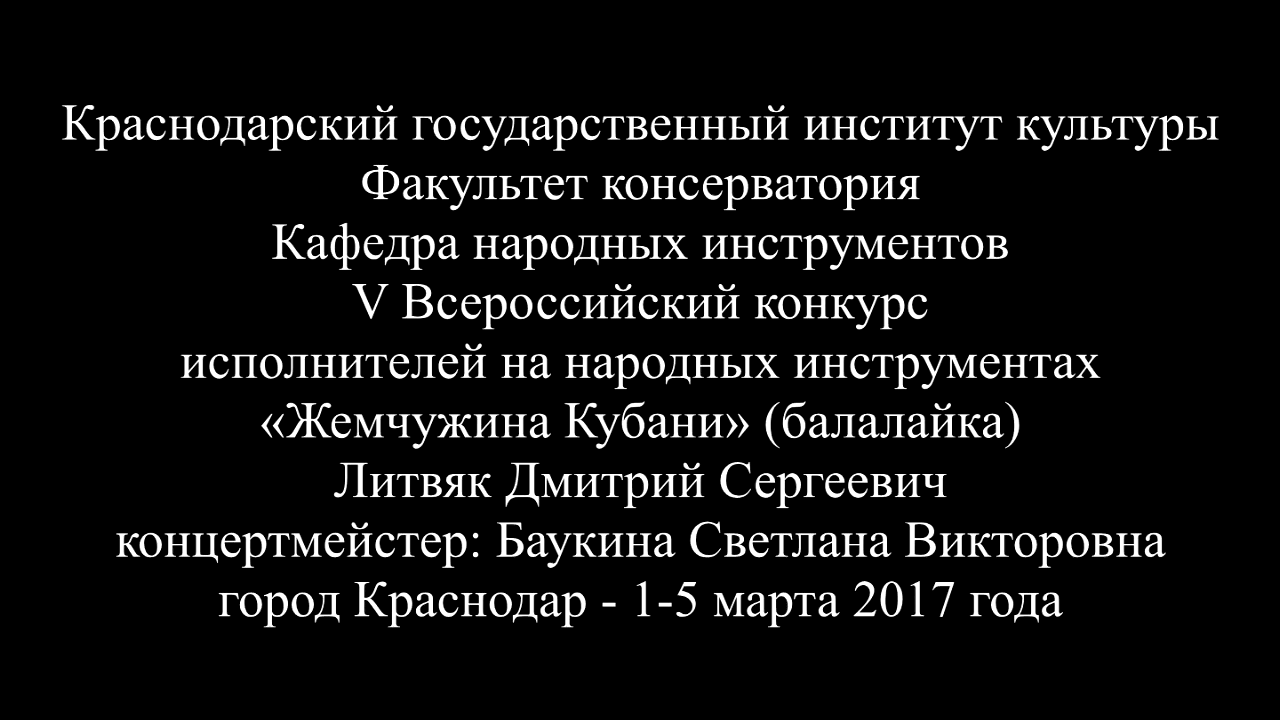 Краснодарский государственный институт культуры
Факультет консерватория
Кафедра народных инструментов
V Всероссийский конкурс
исполнителей на народных инструментах
«Жемчужина Кубани» (балалайка)
Литвяк Дмитрий Сергеевич
концертмейстер: Баукина Светлана Викторовна
город Краснодар - 1-5 марта 2017 года